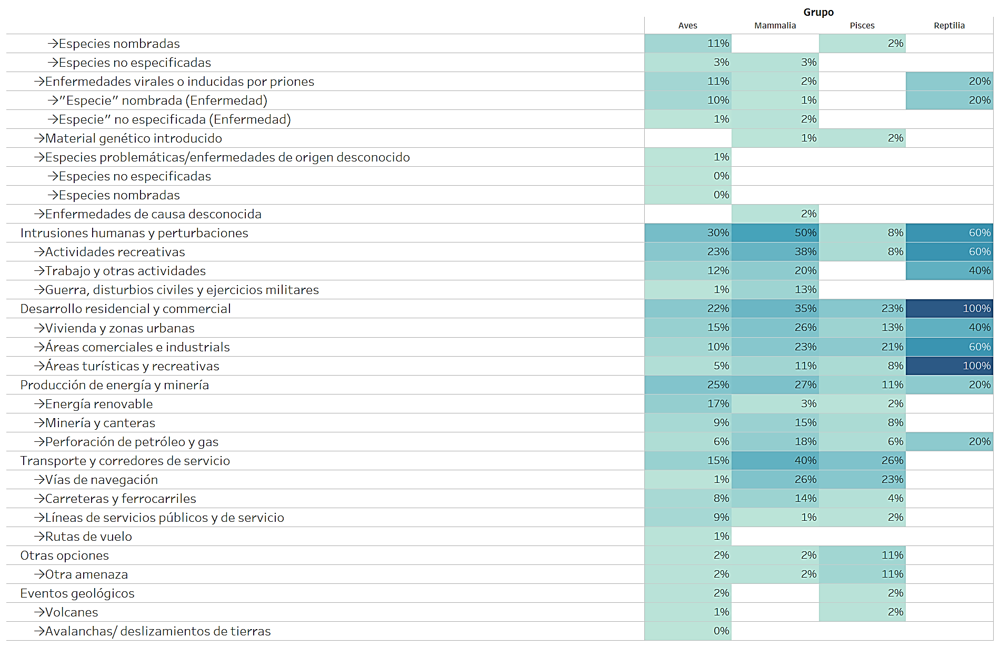 Grupo
Aves Mammalia Pisces Reptilia
→Especies nombradas 11% 2%
→Especies no especificadas 3% 3%
→Enfermedades virales o inducidas por priones 11% 2% 20%
→"Especie" nombrada (Enfermedad) 10% 1% 20%
→Especie" no especificada (Enfermedad) 1% 2%
→Material genético introducido 1% 2%
→Especies problemáticas/enfermedades de origen desconocido 1%
→Especies no especificadas 0%
→Especies nombradas 0%
→Enfermedades de causa desconocida 2%
Intrusiones humanas y perturbaciones 30% 50% 8% 60%
→Actividades recreativas 23% 38% 8% 60%
→Trabajo y otras actividades 12% 20% 40%
→Guerra, disturbios civiles y ejercicios militares 1% 13%
Desarrollo residencial y commercial 22% 35% 23% 100%
→Vivienda y zonas urbanas 15% 26% 13% 40%
→Áreas comerciales e industrials 10% 23% 21% 60%
→Áreas turísticas y recreativas 5% 11% 8% 100%
Producción de energía y minería 25% 27% 11% 20%
→Energía renovable 17% 3% 2%
→Minería y canteras 9% 15% 8%
→Perforación de petróleo y gas 6% 18% 6% 20%
Transporte y corredores de servicio 15% 40% 26%
→Vías de navegación 1% 26% 23%
→Carreteras y ferrocarriles 8% 14% 4%
→Líneas de servicios públicos y de servicio 9% 1% 2%
→Rutas de vuelo 1%
Otras opciones 2% 2% 11%
→Otra amenaza 2% 2% 11%
Eventos geológicos 2% 2%
→Volcanes 1% 2%
→Avalanchas/ deslizamientos de tierras 0%